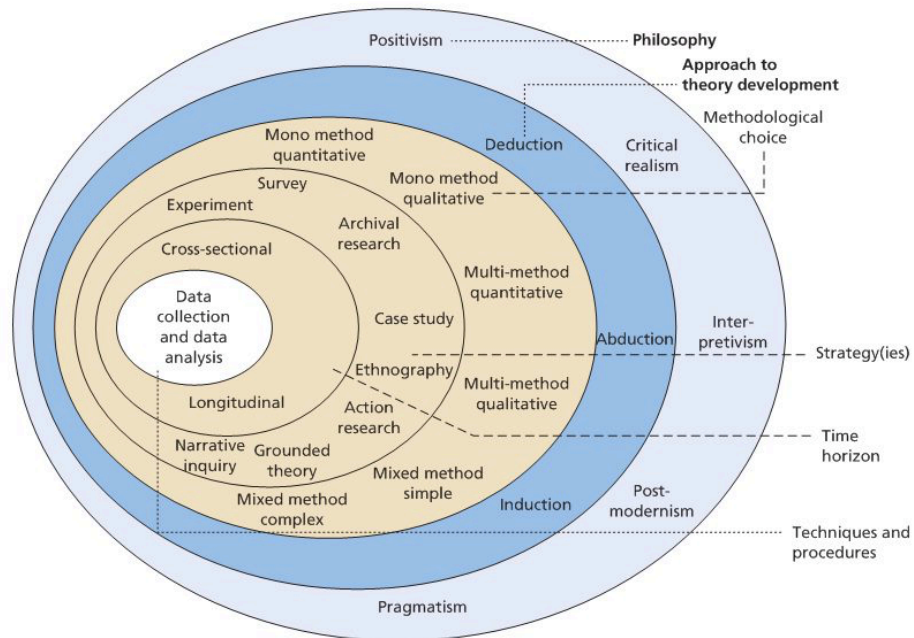 Positivism
Philosophy
Approach to
theory development
Methodological
choice
Mono method
quantitative
Deduction
Critical
realism
Survey
Mono method
qualitative
Experiment
Archival
research
Cross-sectional
Multi-method
quantitative
Data
collection
and data
analysis
Case study
Abduction
Inter-
pretivism
Strategy(ies)
Ethnography
Multi-method
qualitative
Longitudinal
Action
research
Time
horizon
Narrative
inquiry
Grounded
theory
Mixed method
simple
Mixed method
complex
Induction
Post-
modernism
Techniques and
procedures
Pragmatism